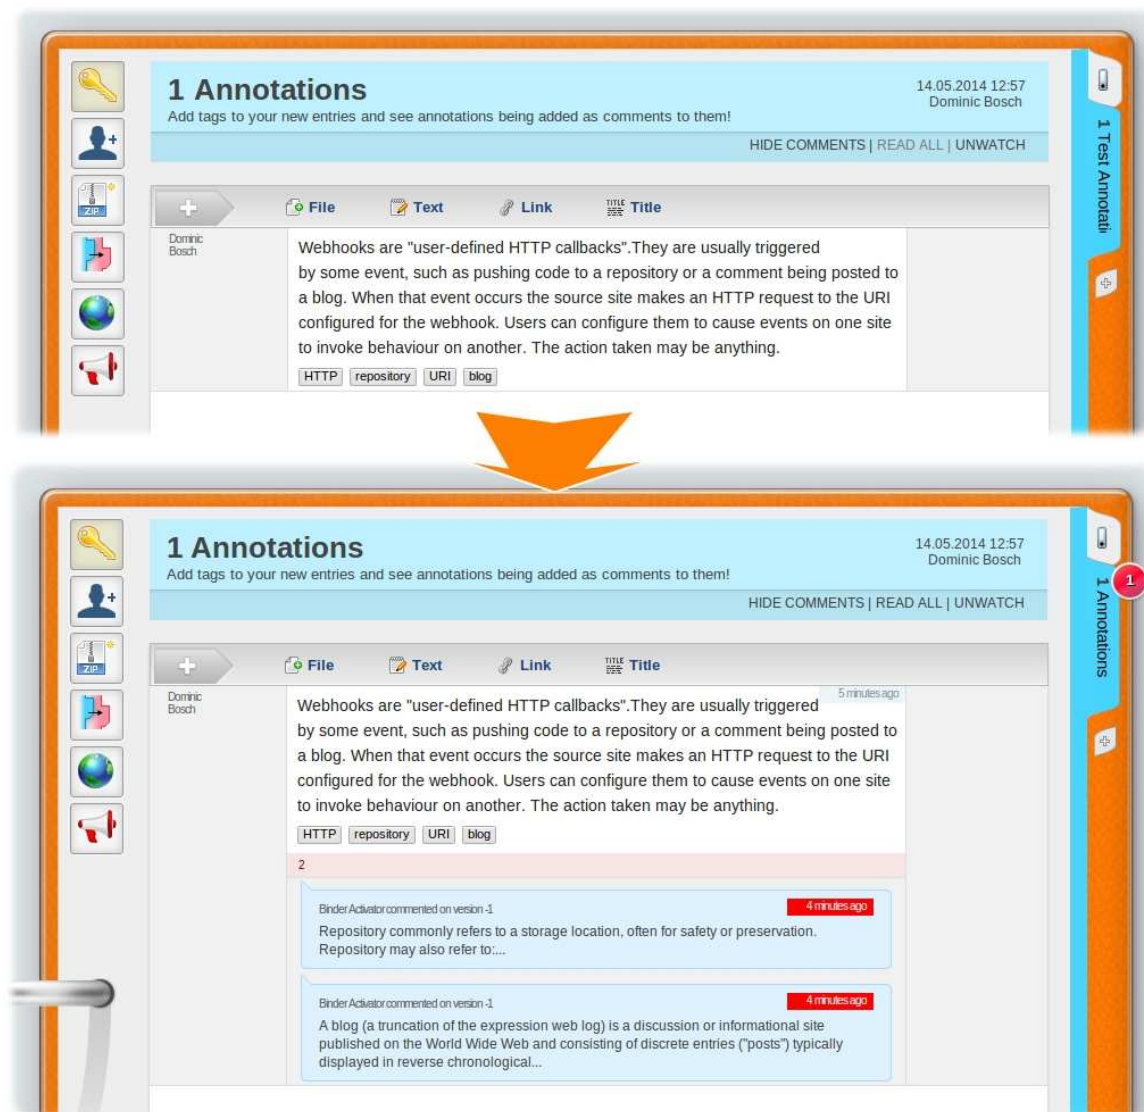 1 Annotations
Add tags to your new entries and see annotations being added as comments to them!
14.05.2014 12:57
Dominic Bosch
HIDE COMMENTS | READ ALL | UNWATCH
1 Test Annotati
ZIP
File
Text
Link
TITLE
Title
Dominic
Bosch
Webhooks are "user-defined HTTP callbacks".They are usually triggered
by some event, such as pushing code to a repository or a comment being posted to
a blog. When that event occurs the source site makes an HTTP request to the URI
configured for the webhook. Users can configure them to cause events on one site
to invoke behaviour on another. The action taken may be anything.
HTTP repository URI blog
1 Annotations
Add tags to your new entries and see annotations being added as comments to them!
14.05.2014 12:57
Dominic Bosch
HIDE COMMENTS | READ ALL | UNWATCH
1
1 Annotations
ZIP
File
Text
Link
TITLE
Title
Dominic
Bosch
5 minutes ago
Webhooks are "user-defined HTTP callbacks".They are usually triggered
by some event, such as pushing code to a repository or a comment being posted to
a blog. When that event occurs the source site makes an HTTP request to the URI
configured for the webhook. Users can configure them to cause events on one site
to invoke behaviour on another. The action taken may be anything.
HTTP repository URI blog
2
Binder Activator commented on version -1
4 minutes ago
Repository commonly refers to a storage location, often for safety or preservation.
Repository may also refer to:...
Binder Activator commented on version -1
4 minutes ago
A blog (a truncation of the expression web log) is a discussion or informational site
published on the World Wide Web and consisting of discrete entries ("posts") typically
displayed in reverse chronological...